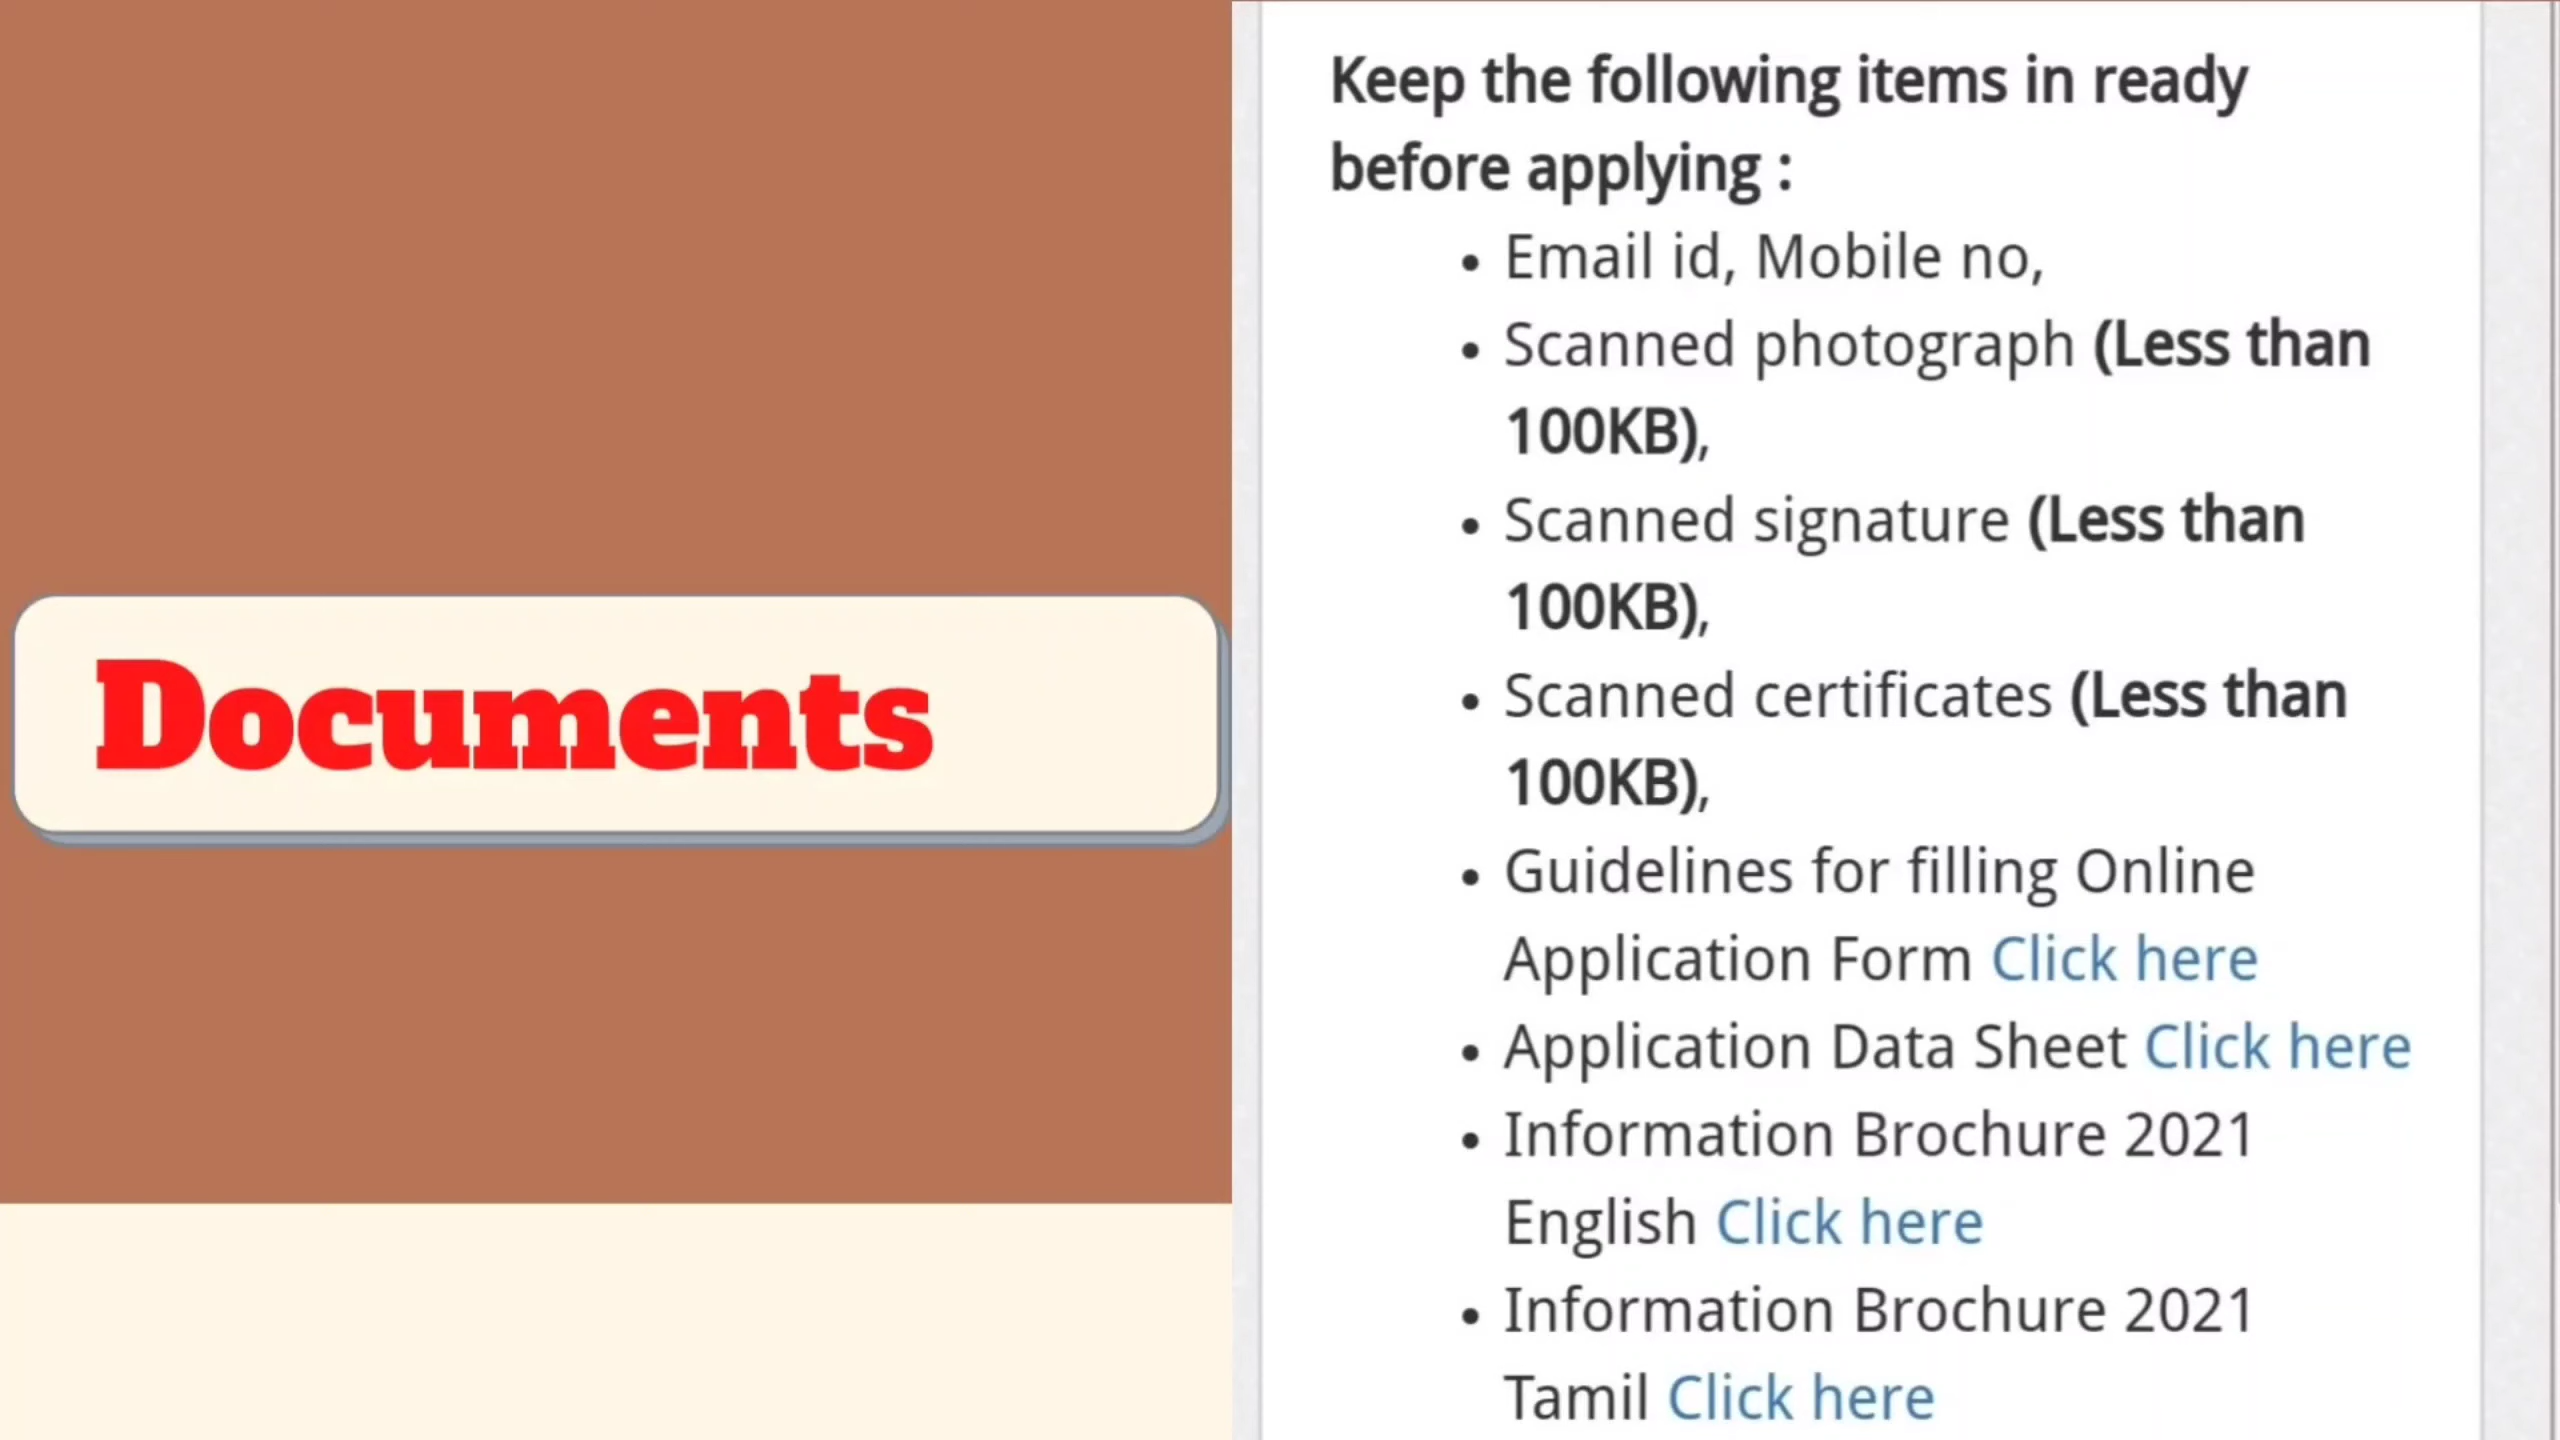 Documents
Keep the following items in ready
before applying :
• Email id, Mobile no,
• Scanned photograph (Less than
100KB),
• Scanned signature (Less than
100KB),
• Scanned certificates (Less than
100KB),
• Guidelines for filling Online
Application Form Click here
• Application Data Sheet Click here
• Information Brochure 2021
English Click here
• Information Brochure 2021
Tamil Click here